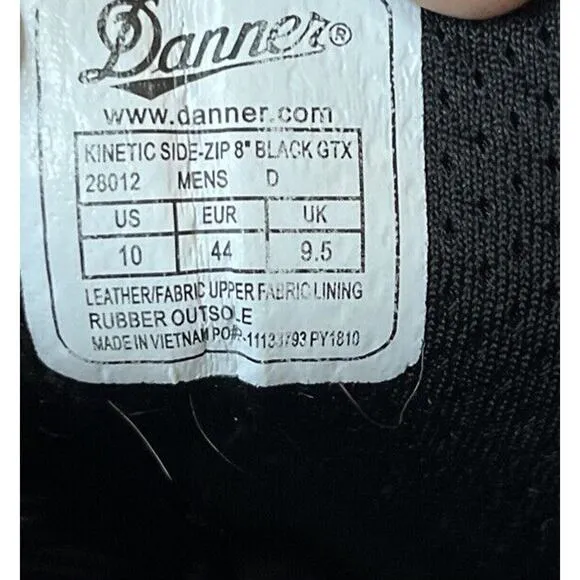 Danner®
www.danner.com
KINETIC SIDE-ZIP 8" BLACK GTX
28012 MENS D
US EUR UK
10 44 9.5
LEATHER/FABRIC UPPER FABRIC LINING
RUBBER OUTSOLE
MADE IN VIETNAM PY1810